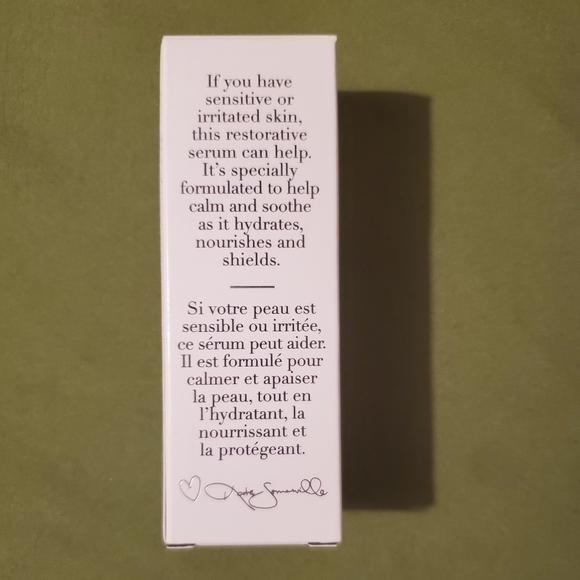 If you have
sensitive or
irritated skin,
this restorative
serum can help.
It's specially
formulated to help
calm and soothe
as it hydrates,
nourishes and
shields.
Si votre peau est
sensible ou irritée,
ce sérum peut aider.
Il est formulé pour
calmer et apaiser
la peau, tout en
l'hydratant, la
nourrissant et
la protégeant.
Somerville